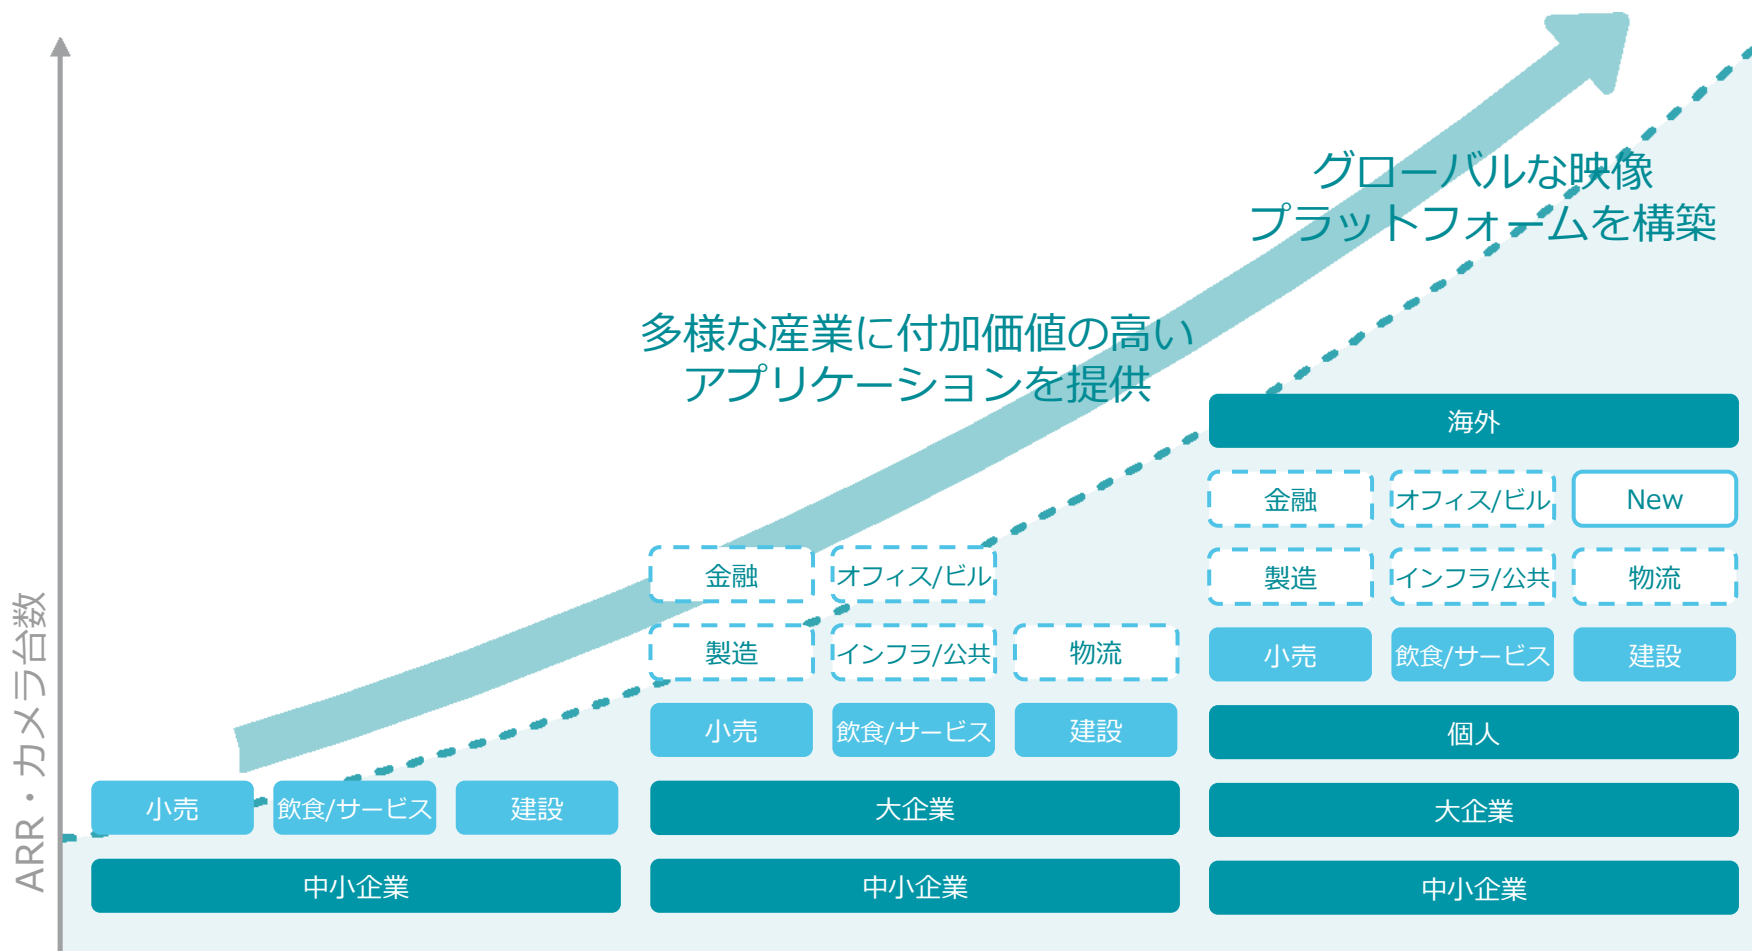 グローバルな映像
プラットフォームを構築
多様な産業に付加価値の高い
アプリケーションを提供
ARR・カメラ台数
小売
飲食/サービス
建設
中小企業
金融
オフィス/ビル
製造
インフラ/公共
物流
小売
飲食/サービス
建設
大企業
中小企業
海外
金融
オフィス/ビル
New
製造
インフラ/公共
物流
小売
飲食/サービス
建設
個人
大企業
中小企業